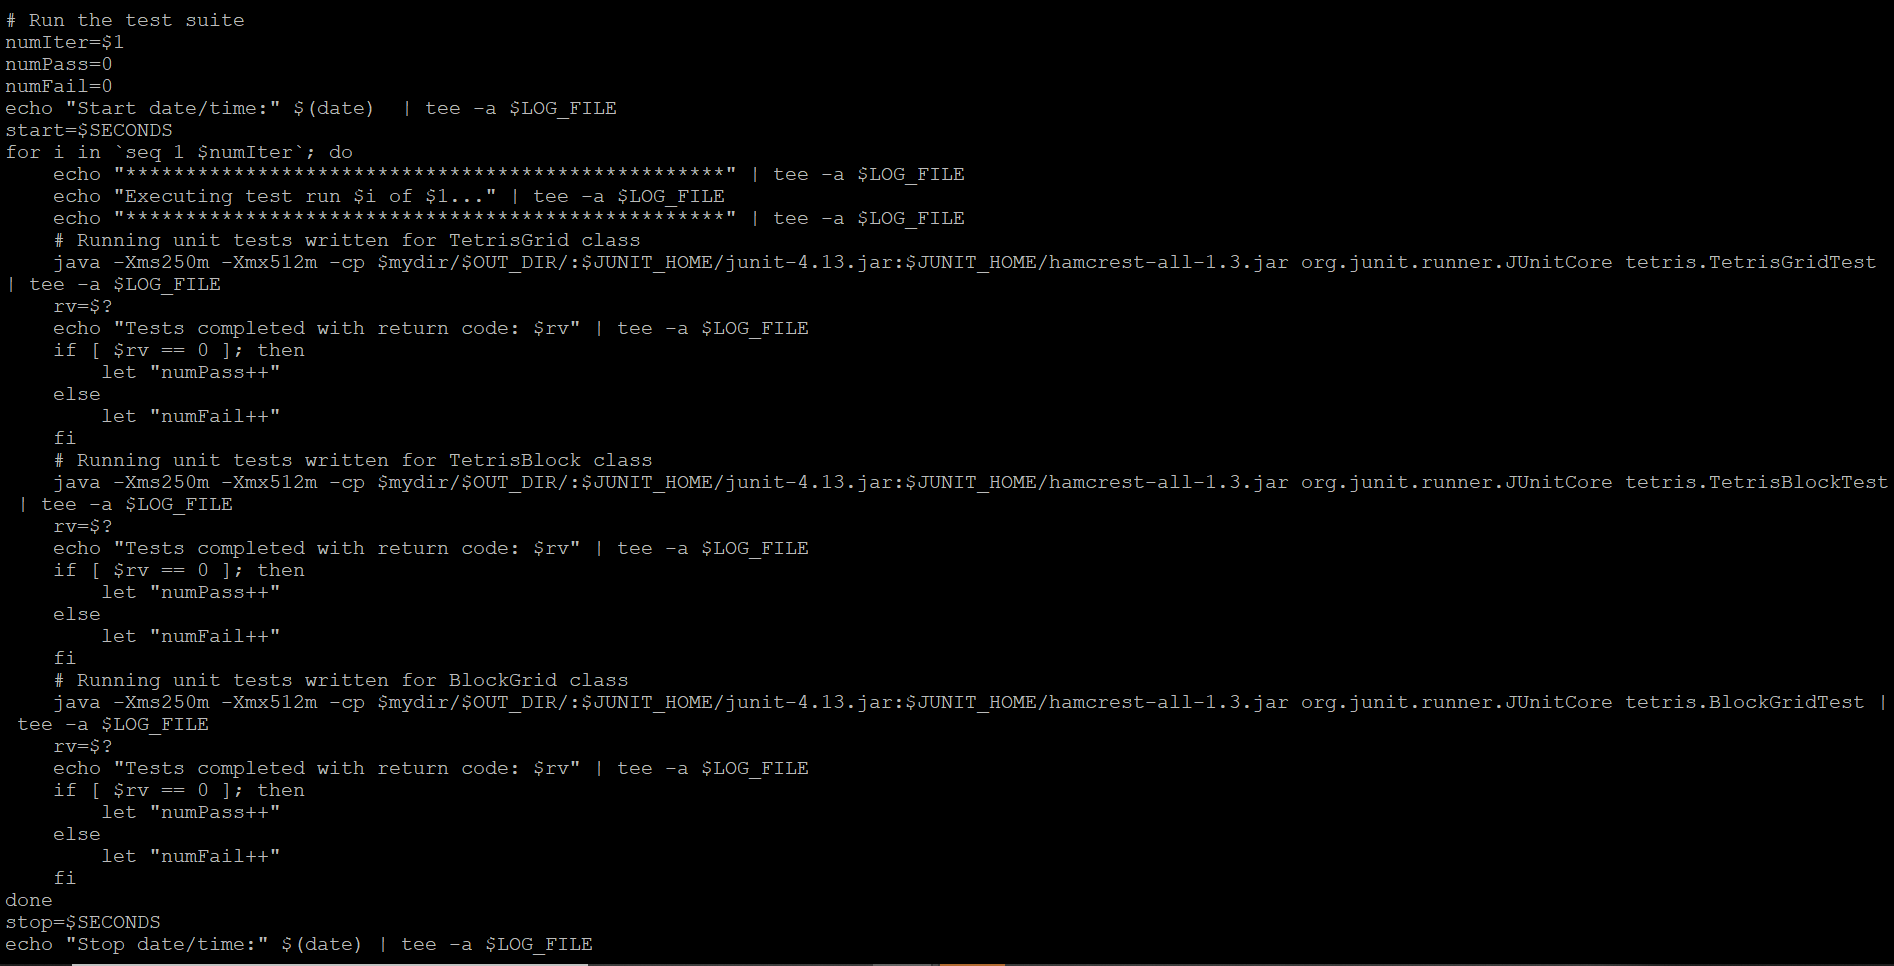 # Run the test suite
numIter=$1
numPass=0
numFail=0
echo "Start date/time:" $(date)  | tee -a $LOG_FILE
start=$SECONDS
for i in `seq 1 $numIter`; do
    echo "**************************************************" | tee -a $LOG_FILE
    echo "Executing test run $i of $1..." | tee -a $LOG_FILE
    echo "**************************************************" | tee -a $LOG_FILE
    # Running unit tests written for TetrisGrid class
    java -Xms250m -Xmx512m -cp $mydir/$OUT_DIR/:$JUNIT_HOME/junit-4.13.jar:$JUNIT_HOME/hamcrest-all-1.3.jar org.junit.runner.JUnitCore tetris.TetrisGridTest
| tee -a $LOG_FILE
    rv=$?
    echo "Tests completed with return code: $rv" | tee -a $LOG_FILE
    if [ $rv == 0 ]; then
        let "numPass++"
    else
        let "numFail++"
    fi
    # Running unit tests written for TetrisBlock class
    java -Xms250m -Xmx512m -cp $mydir/$OUT_DIR/:$JUNIT_HOME/junit-4.13.jar:$JUNIT_HOME/hamcrest-all-1.3.jar org.junit.runner.JUnitCore tetris.TetrisBlockTest
 | tee -a $LOG_FILE
    rv=$?
    echo "Tests completed with return code: $rv" | tee -a $LOG_FILE
    if [ $rv == 0 ]; then
        let "numPass++"
    else
        let "numFail++"
    fi
    # Running unit tests written for BlockGrid class
    java -Xms250m -Xmx512m -cp $mydir/$OUT_DIR/:$JUNIT_HOME/junit-4.13.jar:$JUNIT_HOME/hamcrest-all-1.3.jar org.junit.runner.JUnitCore tetris.BlockGridTest |
 tee -a $LOG_FILE
    rv=$?
    echo "Tests completed with return code: $rv" | tee -a $LOG_FILE
    if [ $rv == 0 ]; then
        let "numPass++"
    else
        let "numFail++"
    fi
done
stop=$SECONDS
echo "Stop date/time:" $(date) | tee -a $LOG_FILE